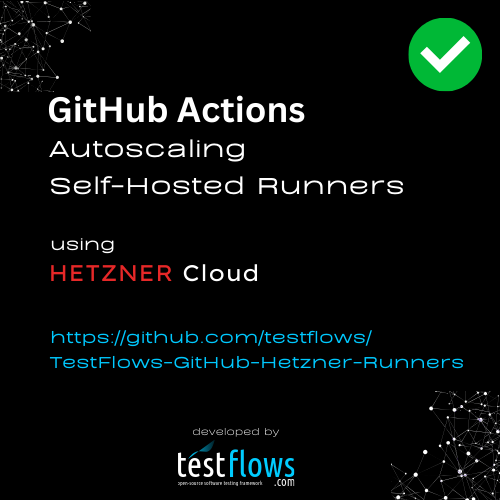 GitHub Actions
Autoscaling
Self-Hosted Runners
using
HETZNER Cloud
https://github.com/testflows/
TestFlows-GitHub-Hetzner-Runners
developed by
testflows
open-source software testing framework .com